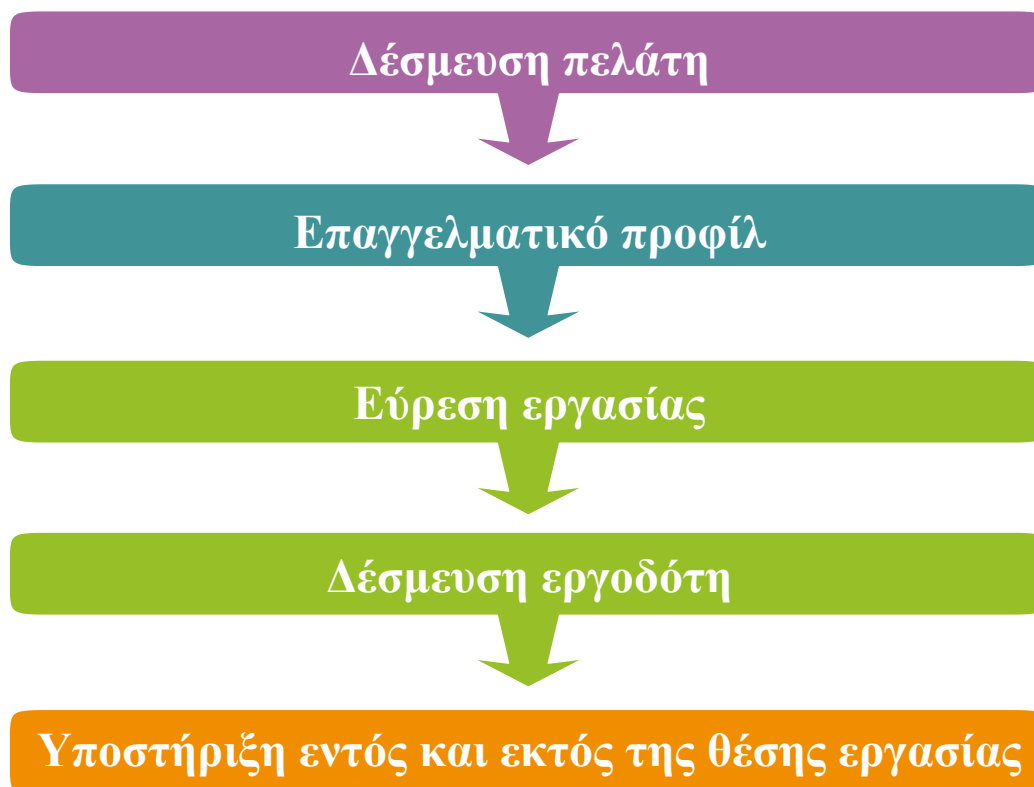 Δέσμευση πελάτη
Επαγγελματικό προφίλ
Εύρεση εργασίας
Δέσμευση εργοδότη
Υποστήριξη εντός και εκτός της θέσης εργασίας